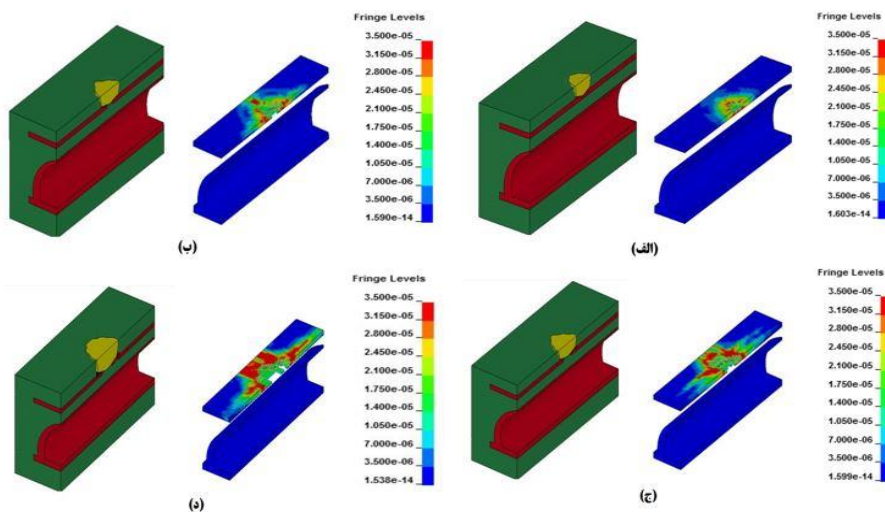 Fringe Levels
3.500e-05
3.150e-05
2.800e-05
2.450e-05
2.100e-05
1.750e-05
1.400e-05
1.050e-05
7.000e-06
3.500e-06
1.603e-14
(الف)
Fringe Levels
3.500e-05
3.150e-05
2.800e-05
2.450e-05
2.100e-05
1.750e-05
1.400e-05
1.050e-05
7.000e-06
3.500e-06
1.590e-14
(ب)
Fringe Levels
3.500e-05
3.150e-05
2.800e-05
2.450e-05
2.100e-05
1.750e-05
1.400e-05
1.050e-05
7.000e-06
3.500e-06
1.599e-14
(ج)
Fringe Levels
3.500e-05
3.150e-05
2.800e-05
2.450e-05
2.100e-05
1.750e-05
1.400e-05
1.050e-05
7.000e-06
3.500e-06
1.538e-14
(د)